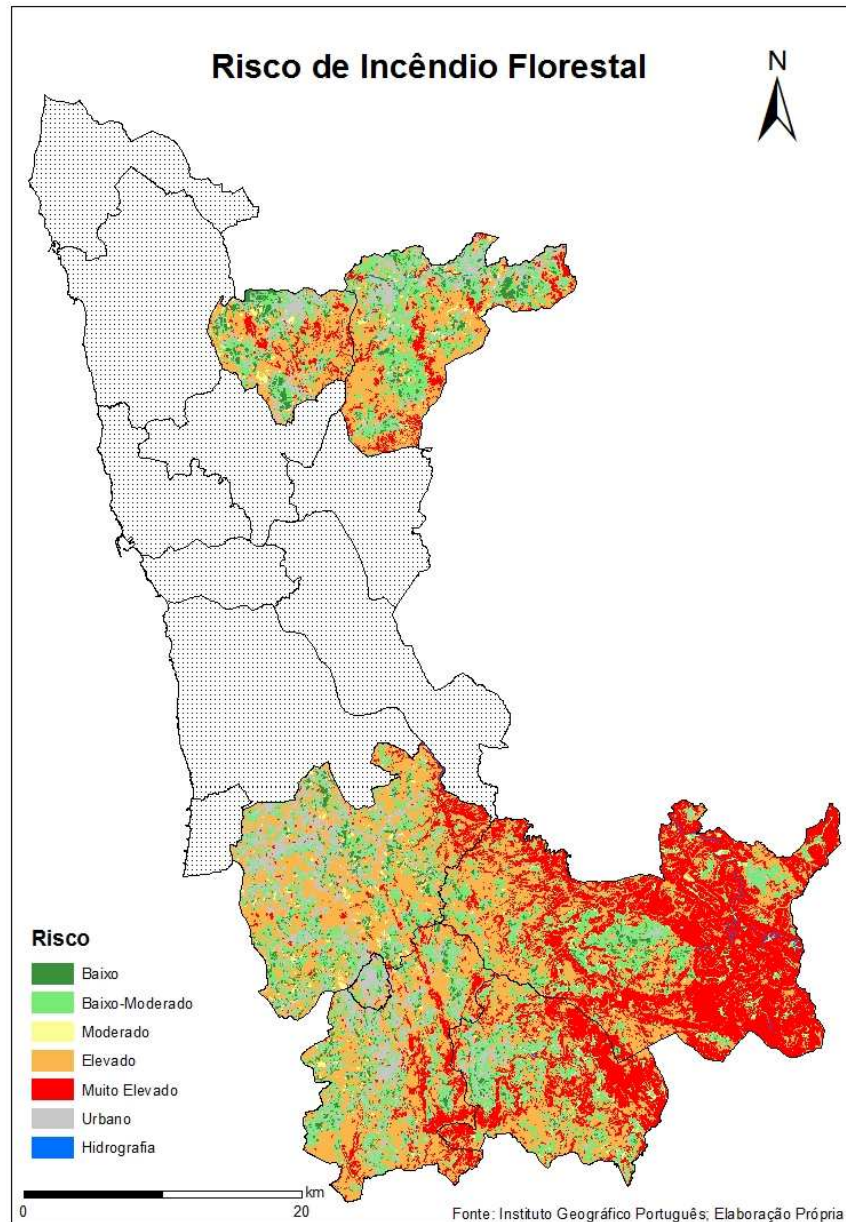 Risco de Incêndio Florestal
N
Risco
Baixo
Baixo-Moderado
Moderado
Elevado
Muito Elevado
Urbano
Hidrografia
km
0 20
Fonte: Instituto Geográfico Português; Elaboração Própria